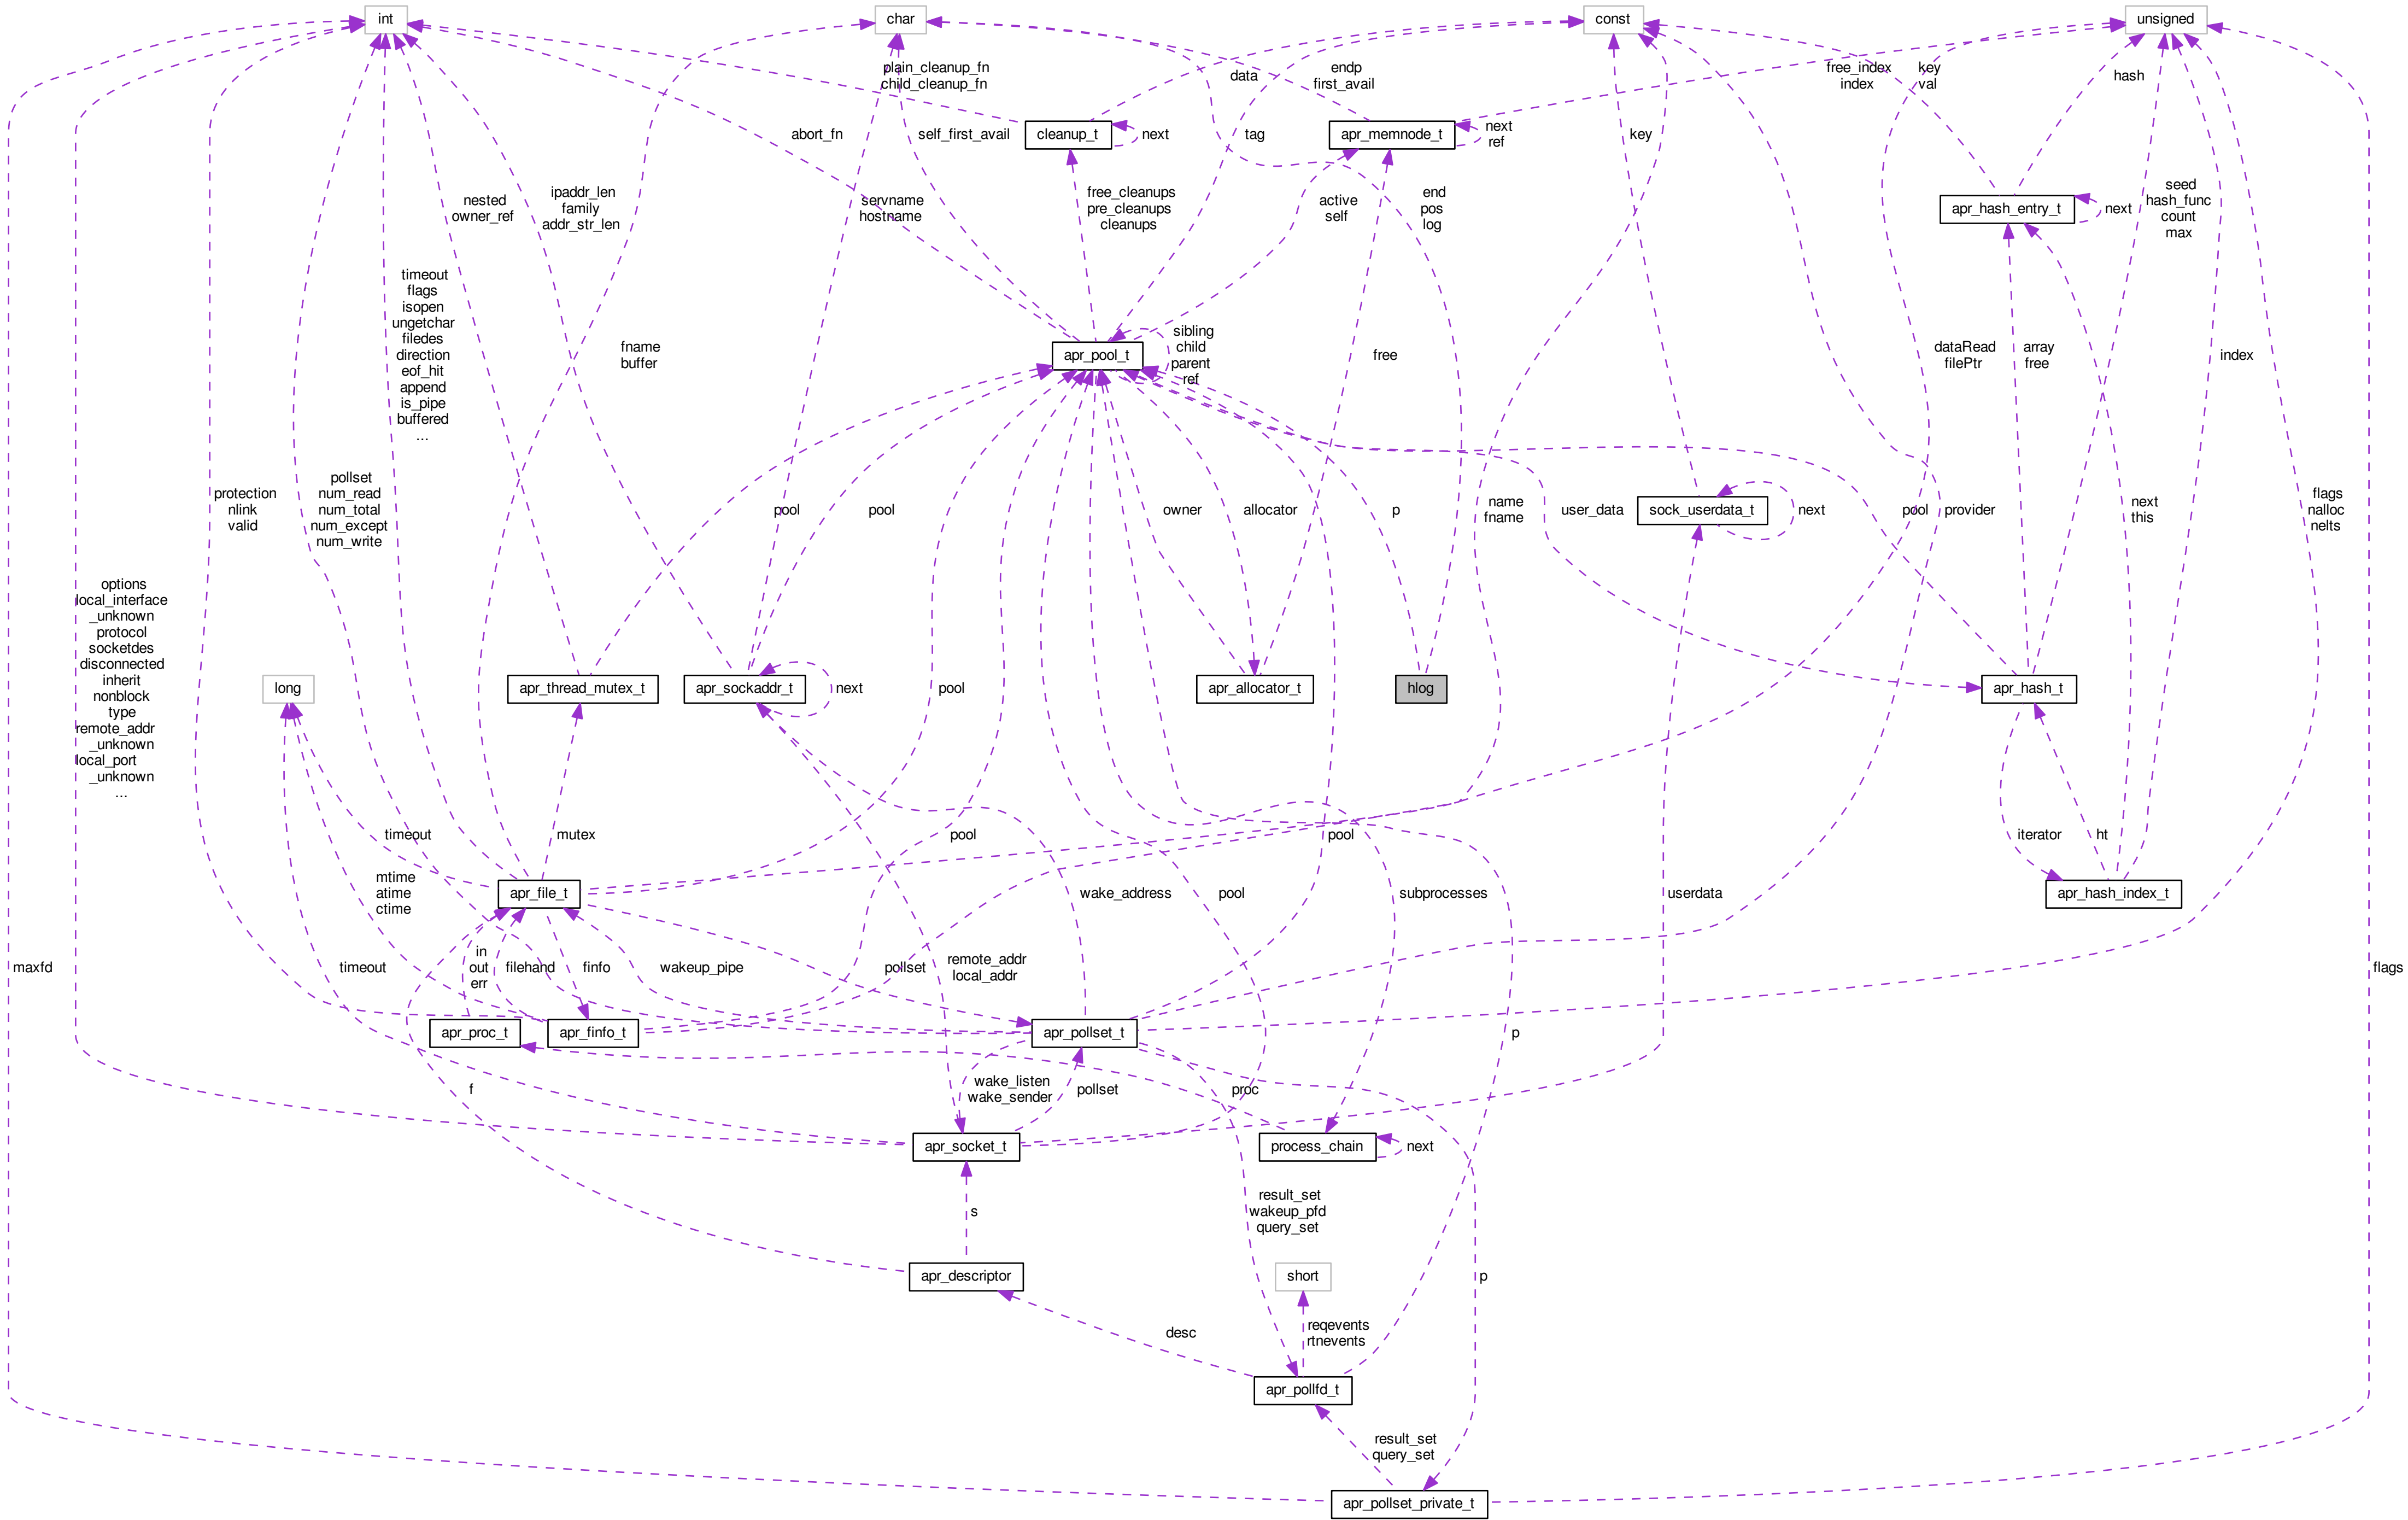 int
char
const
unsigned
plain_cleanup_fn
child_cleanup_fn
data
endp
first_avail
free_index
index
key
val
hash
abort_fn
self_first_avail
cleanup_t
next
tag
apr_memnode_t
next
ref
key
nested
owner_ref
ipaddr_len
family
addr_str_len
servname
hostname
free_cleanups
pre_cleanups
cleanups
active
self
end
pos
log
apr_hash_entry_t
next
seed
hash_func
count
max
timeout
flags
isopen
ungetchar
filedes
direction
eof_hit
append
is_pipe
buffered
...
fname
buffer
apr_pool_t
sibling
child
parent
ref
free
dataRead
filePtr
array
free
index
protection
nlink
valid
pollset
num_read
num_total
num_except
num_write
pool
pool
owner
allocator
p
name
fname
user_data
sock_userdata_t
next
pool
provider
next
this
flags
nalloc
nelts
options
local_interface
_unknown
protocol
socketdes
disconnected
inherit
nonblock
type
remote_addr
_unknown
local_port
_unknown
...
long
apr_thread_mutex_t
apr_sockaddr_t
next
pool
apr_allocator_t
hlog
apr_hash_t
timeout
mutex
pool
pool
iterator
ht
mtime
atime
ctime
apr_file_t
wake_address
pool
subprocesses
userdata
apr_hash_index_t
maxfd
timeout
in
out
err
filehand
finfo
wakeup_pipe
pollset
remote_addr
local_addr
flags
apr_proc_t
apr_finfo_t
apr_pollset_t
p
f
wake_listen
wake_sender
pollset
proc
apr_socket_t
process_chain
next
s
result_set
wakeup_pfd
query_set
apr_descriptor
short
p
desc
reqevents
rtnevents
apr_pollfd_t
result_set
query_set
apr_pollset_private_t